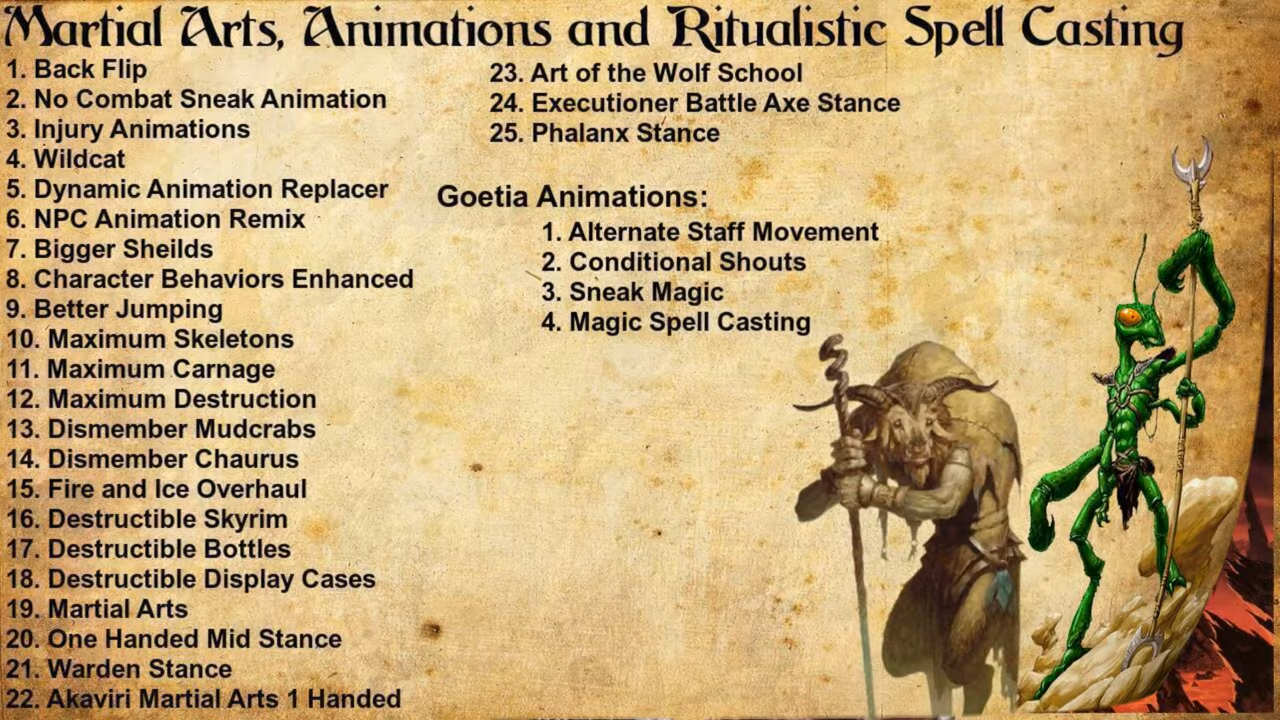 Martial Arts, Animations and Ritualistic Spell Casting
1. Back Flip
2. No Combat Sneak Animation
3. Injury Animations
4. Wildcat
5. Dynamic Animation Replacer
6. NPC Animation Remix
7. Bigger Sheilds
8. Character Behaviors Enhanced
9. Better Jumping
10. Maximum Skeletons
11. Maximum Carnage
12. Maximum Destruction
13. Dismember Mudcrabs
14. Dismember Chaurus
15. Fire and Ice Overhaul
16. Destructible Skyrim
17. Destructible Bottles
18. Destructible Display Cases
19. Martial Arts
20. One Handed Mid Stance
21. Warden Stance
22. Akaviri Martial Arts 1 Handed
23. Art of the Wolf School
24. Executioner Battle Axe Stance
25. Phalanx Stance
Goetia Animations:
1. Alternate Staff Movement
2. Conditional Shouts
3. Sneak Magic
4. Magic Spell Casting